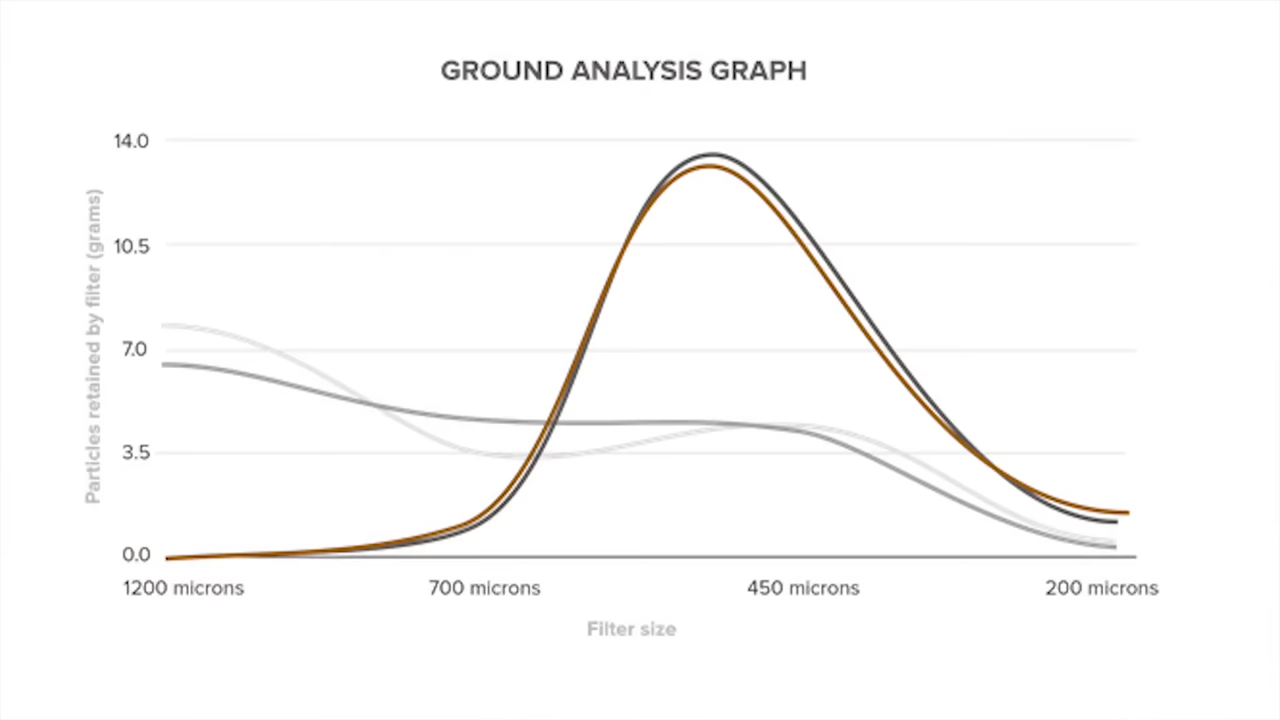 GROUND ANALYSIS GRAPH
Particles retained by filter (grams)
14.0
10.5
7.0
3.5
0.0
1200 microns 700 microns 450 microns 200 microns
Filter size